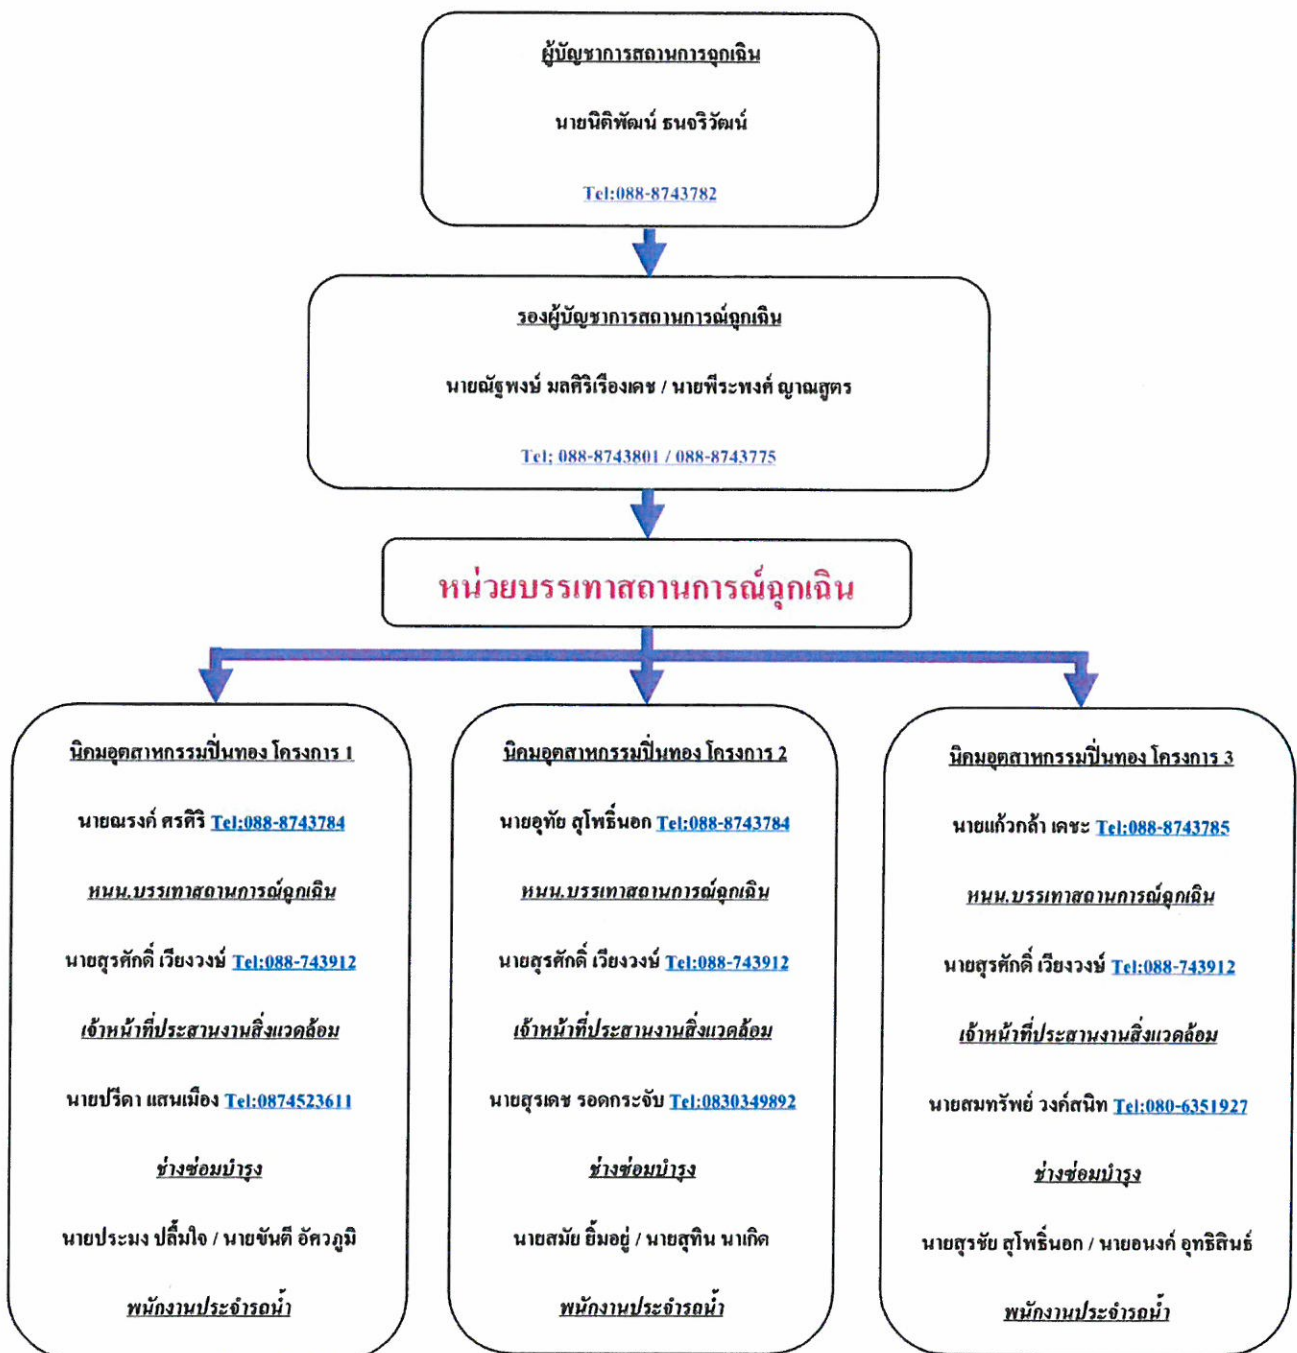 ผู้บัญชาการสถานการฉุกเฉิน
นายนิติพัฒน์ ธนจริวัฒน์
Tel:088-8743782
รองผู้บัญชาการสถานการณ์ฉุกเฉิน
นายณัฐพงษ์ มลศิริเรืองเดช / นายพีระพงศ์ ญาณสูตร
Tel; 088-8743801 / 088-8743775
หน่วยบรรเทาสถานการณ์ฉุกเฉิน
นิคมอุตสาหกรรมปิ่นทอง โครงการ 1
นายณรงค์ ศรศิริ Tel:088-8743784
หนน.บรรเทาสถานการณ์ฉุกเฉิน
นายสุรศักดิ์ เวียงวงษ์ Tel:088-743912
เจ้าหน้าที่ประสานงานสิ่งแวดล้อม
นายปรีดา แสนเมือง Tel:0874523611
ช่างซ่อมบำรุง
นายประมง ปลื้มใจ / นายขันตี อัศวภูมิ
พนักงานประจำรถน้ำ
นิคมอุตสาหกรรมปิ่นทอง โครงการ 2
นายอุทัย สุโพธิ์นอก Tel:088-8743784
หนน.บรรเทาสถานการณ์ฉุกเฉิน
นายสุรศักดิ์ เวียงวงษ์ Tel:088-743912
เจ้าหน้าที่ประสานงานสิ่งแวดล้อม
นายสุรเดช รอดกระจับ Tel:0830349892
ช่างซ่อมบำรุง
นายสมัย ยิ้มอยู่ / นายสุทิน นาเกิด
พนักงานประจำรถน้ำ
นิคมอุตสาหกรรมปิ่นทอง โครงการ 3
นายแก้วกล้า เดชะ Tel:088-8743785
หนน.บรรเทาสถานการณ์ฉุกเฉิน
นายสุรศักดิ์ เวียงวงษ์ Tel:088-743912
เจ้าหน้าที่ประสานงานสิ่งแวดล้อม
นายสมทรัพย์ วงค์สนิท Tel:080-6351927
ช่างซ่อมบำรุง
นายสุรชัย สุโพธิ์นอก / นายอนงค์ อุทธิสินธ์
พนักงานประจำรถน้ำ